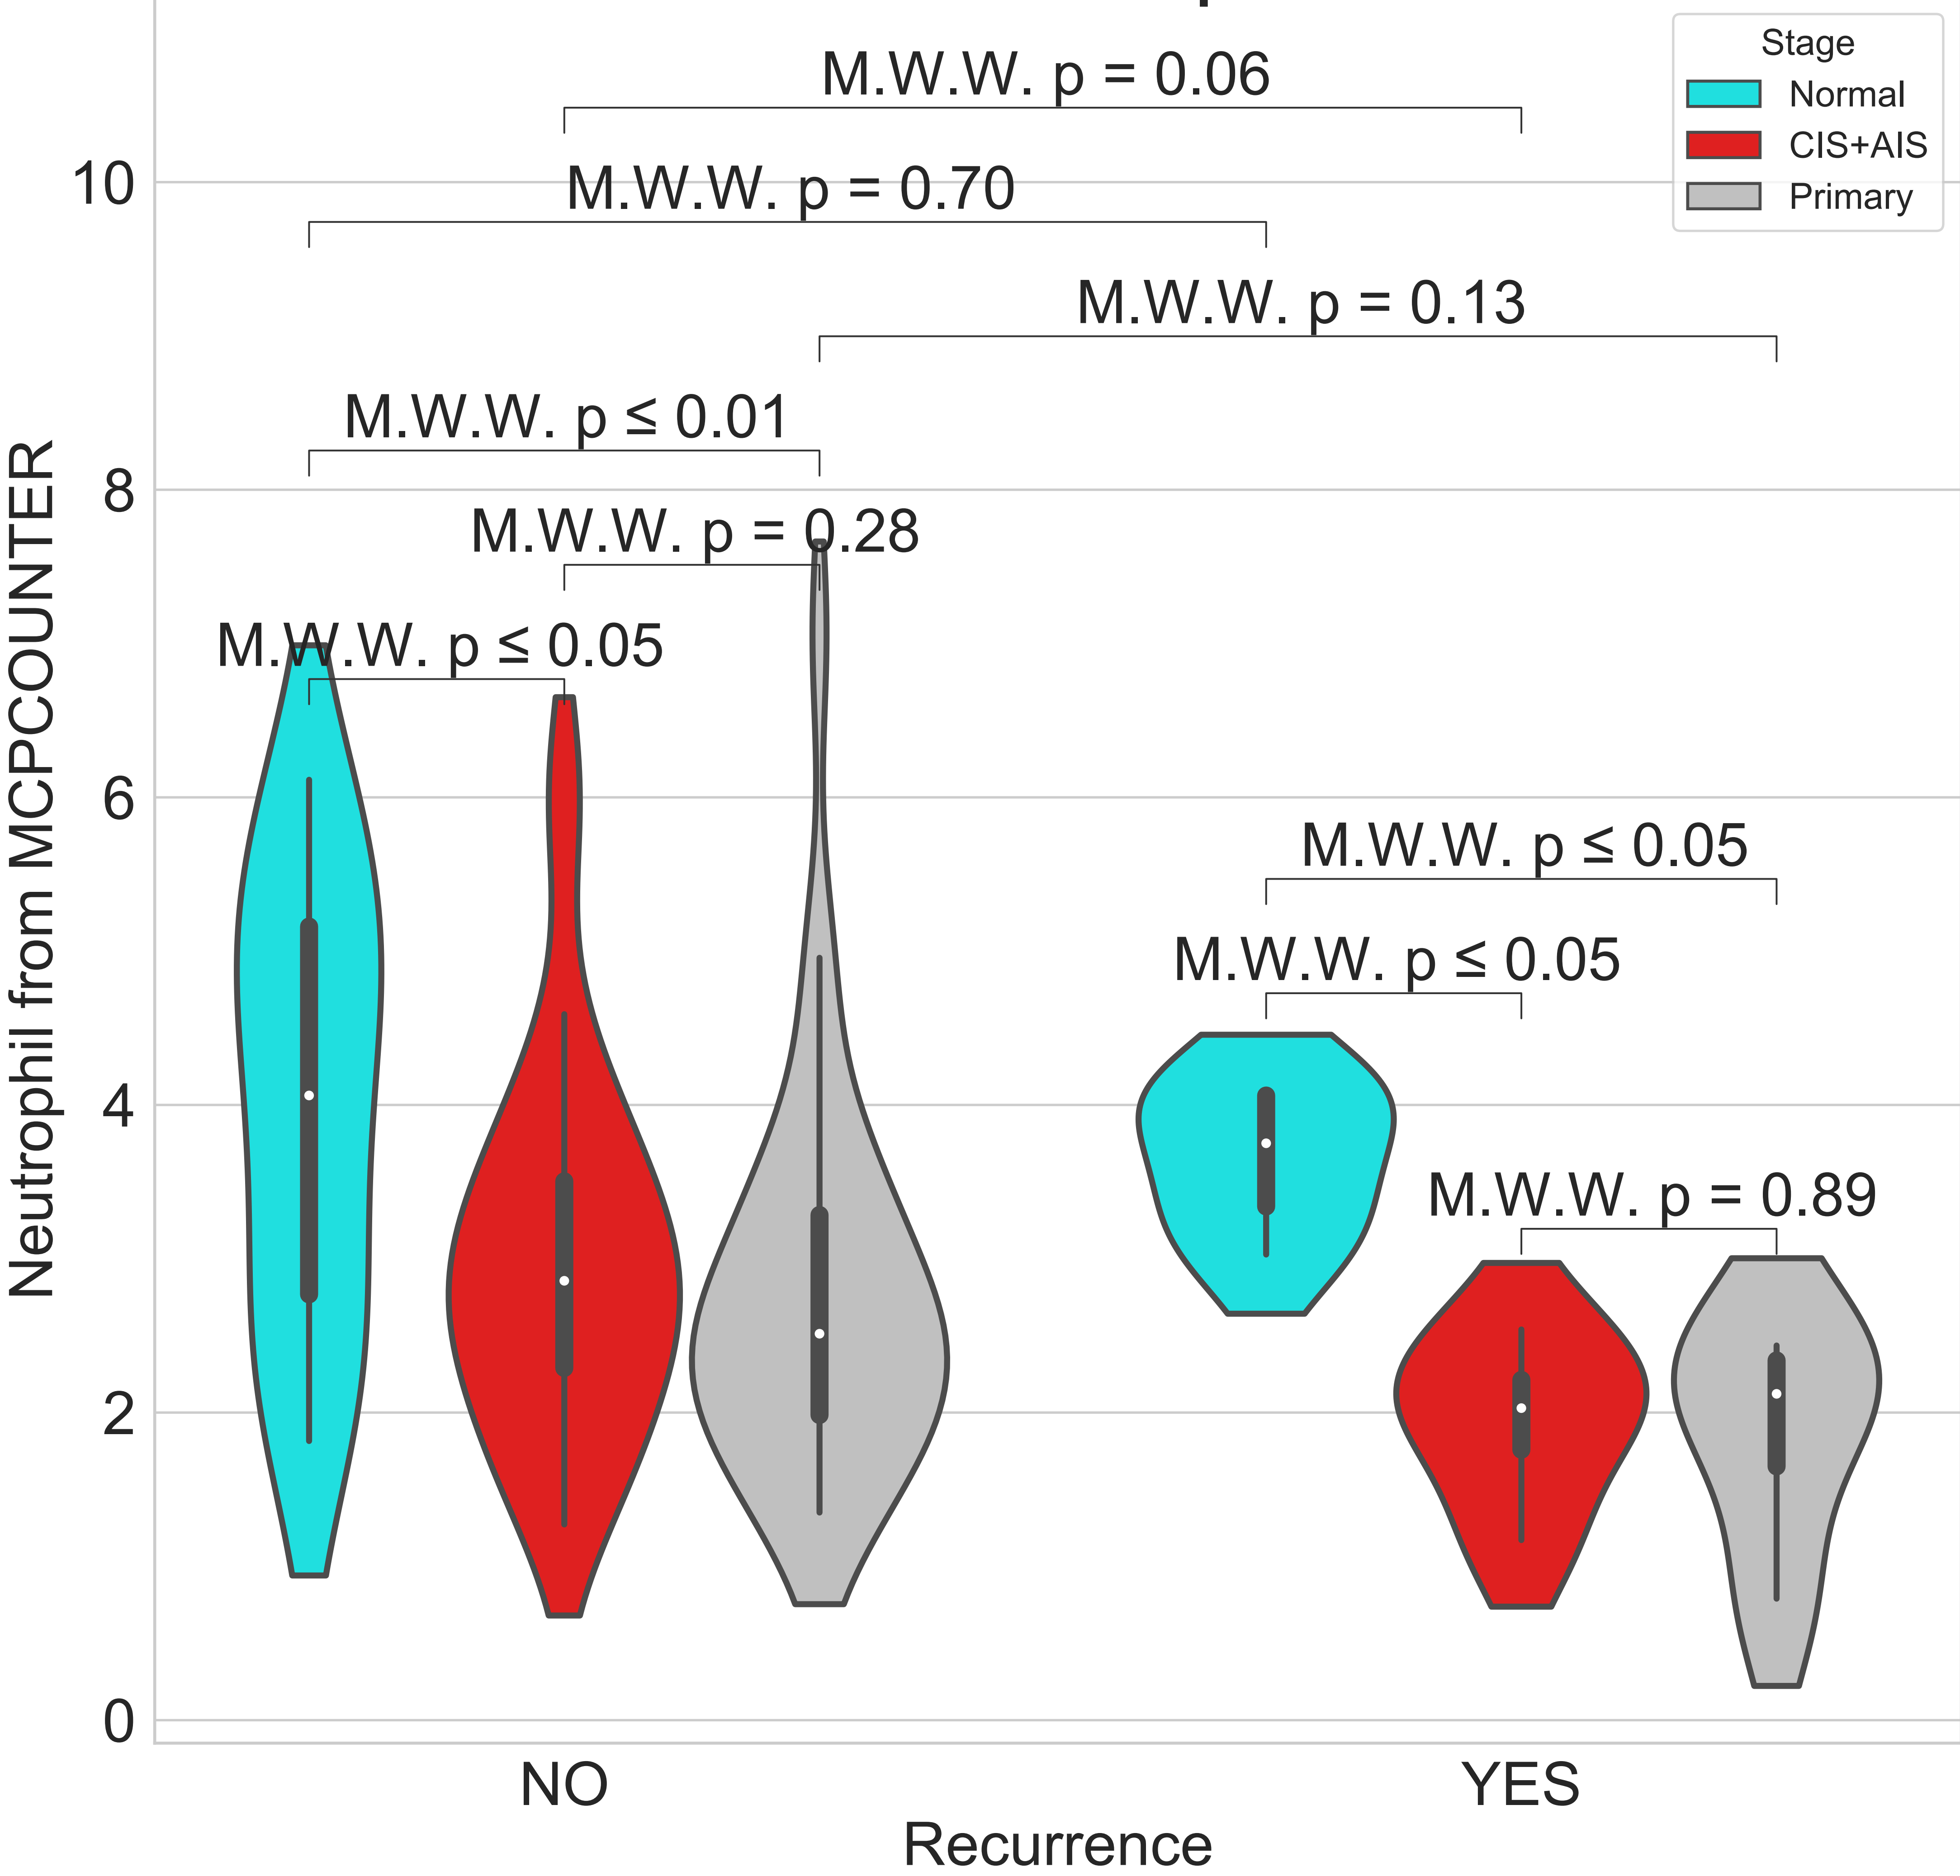 M.W.W. p = 0.06
Stage
Normal
CIS+AIS
Primary
M.W.W. p = 0.70
M.W.W. p = 0.13
M.W.W. p ≤ 0.01
M.W.W. p = 0.28
M.W.W. p ≤ 0.05
M.W.W. p ≤ 0.05
M.W.W. p ≤ 0.05
M.W.W. p = 0.89
Neutrophil from MCPCOUNTER
10
8
6
4
2
0
NO
YES
Recurrence